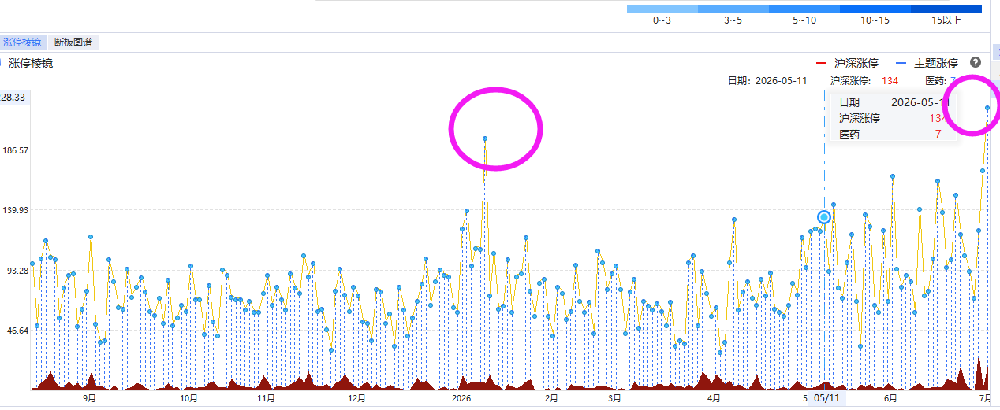 0~3 3~5 5~10 10~15 15以上
涨停棱镜 断板图谱
涨停棱镜 沪深涨停 主题涨停 ?
日期: 2026-05-11 沪深涨停: 134 医药: 7
28.33
日期 2026-05-11
沪深涨停 134
医药 7
186.57
139.93
93.28
46.64
9月 10月 11月 12月 2026 2月 3月 4月 5 05/11 6月 7月